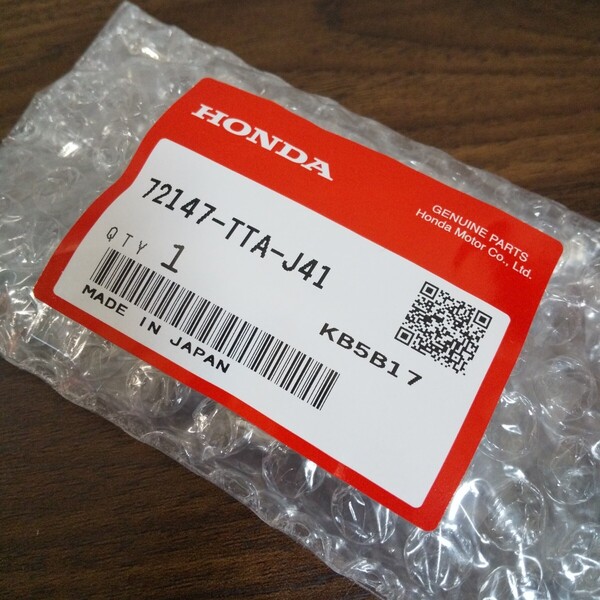 HONDA
GENUINE PARTS
Honda Motor Co., Ltd.
72147-TTA-J41
QTY 1
KB5B17
MADE IN JAPAN